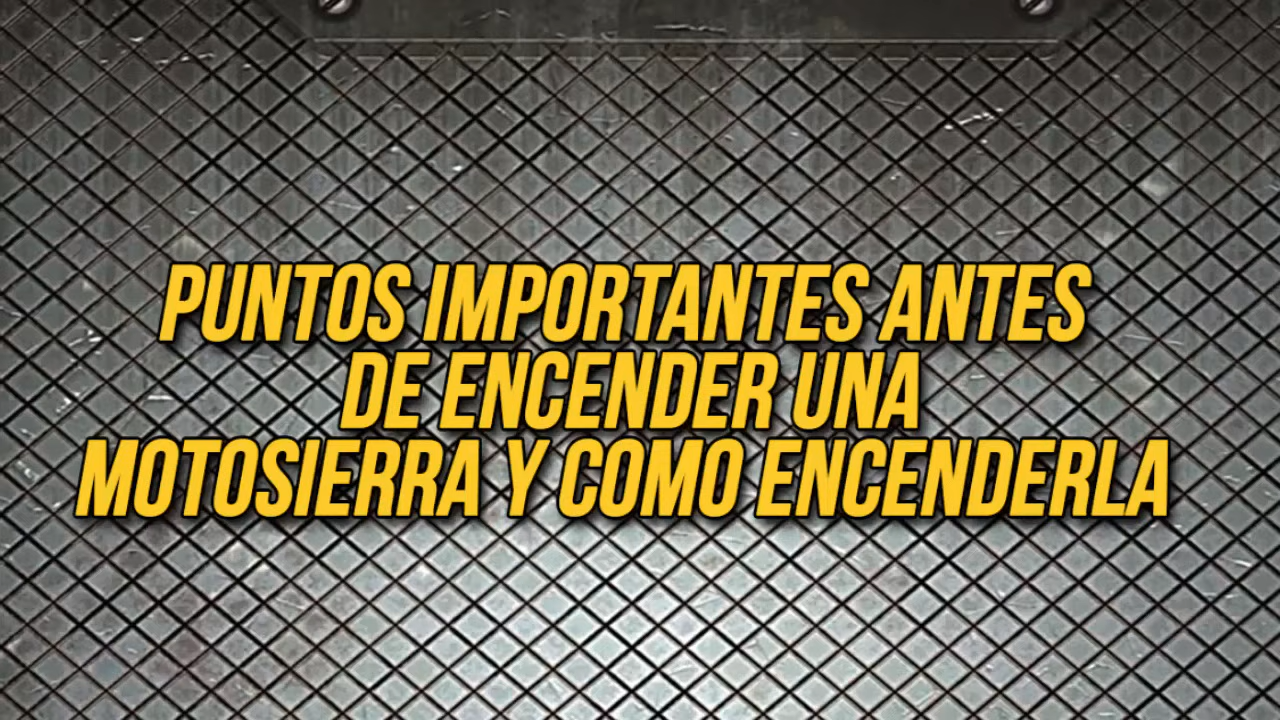 PUNTOS IMPORTANTES ANTES
DE ENCENDER UNA
MOTOSIERRA Y COMO ENCENDERLA